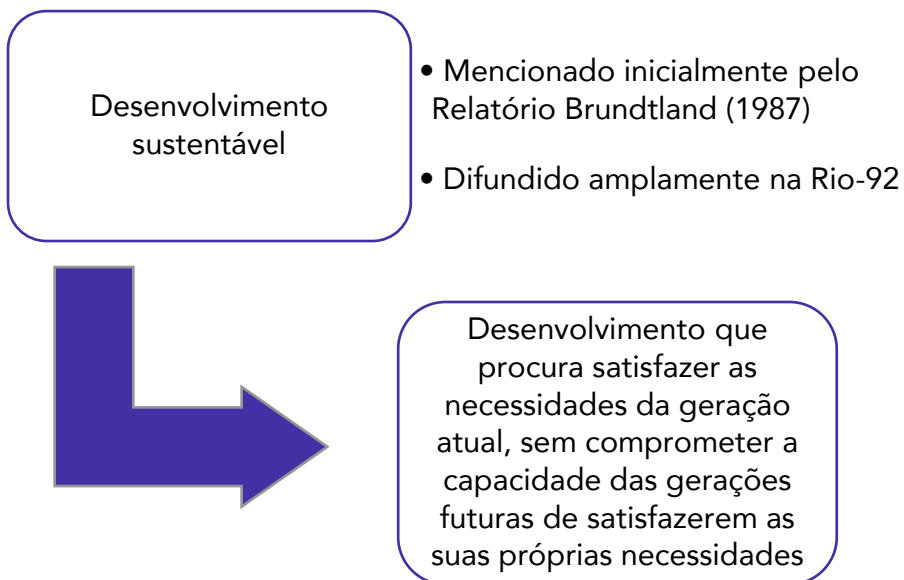 Desenvolvimento
sustentável
• Mencionado inicialmente pelo
Relatório Brundtland (1987)
• Difundido amplamente na Rio-92
Desenvolvimento que
procura satisfazer as
necessidades da geração
atual, sem comprometer a
capacidade das gerações
futuras de satisfazerem as
suas próprias necessidades